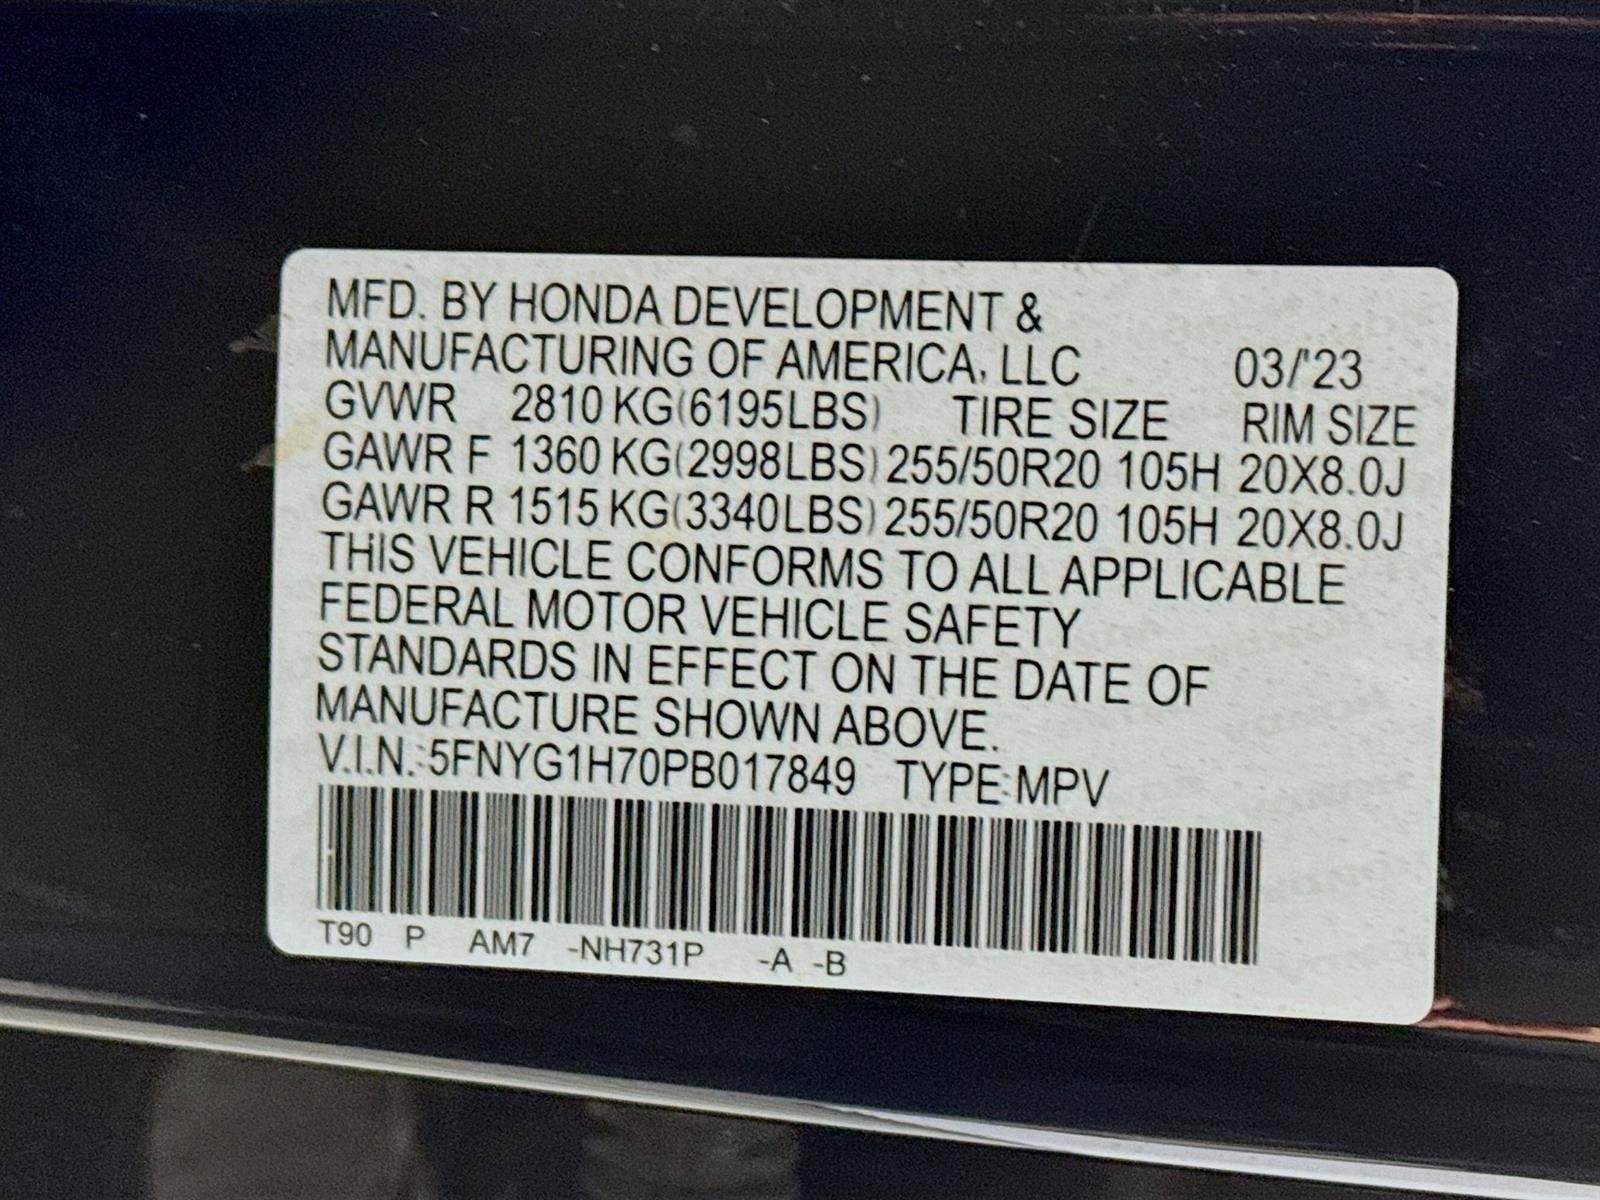 MFD. BY HONDA DEVELOPMENT &
MANUFACTURING OF AMERICA, LLC 03/'23
GVWR 2810 KG(6195LBS) TIRE SIZE RIM SIZE
GAWR F 1360 KG(2998LBS) 255/50R20 105H 20X8.0J
GAWR R 1515 KG(3340LBS) 255/50R20 105H 20X8.0J
THIS VEHICLE CONFORMS TO ALL APPLICABLE
FEDERAL MOTOR VEHICLE SAFETY
STANDARDS IN EFFECT ON THE DATE OF
MANUFACTURE SHOWN ABOVE.
V.I.N.:5FNYG1H70PB017849 TYPE:MPV
T90 P AM7 -NH731P -A -B